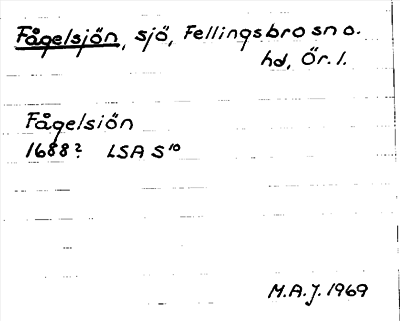 Fågelsjön, sjö, Fellingsbro sn o.
hd, Ör. l.
Fågelsiön
1688? LSA S¹⁰
M.A.J. 1969